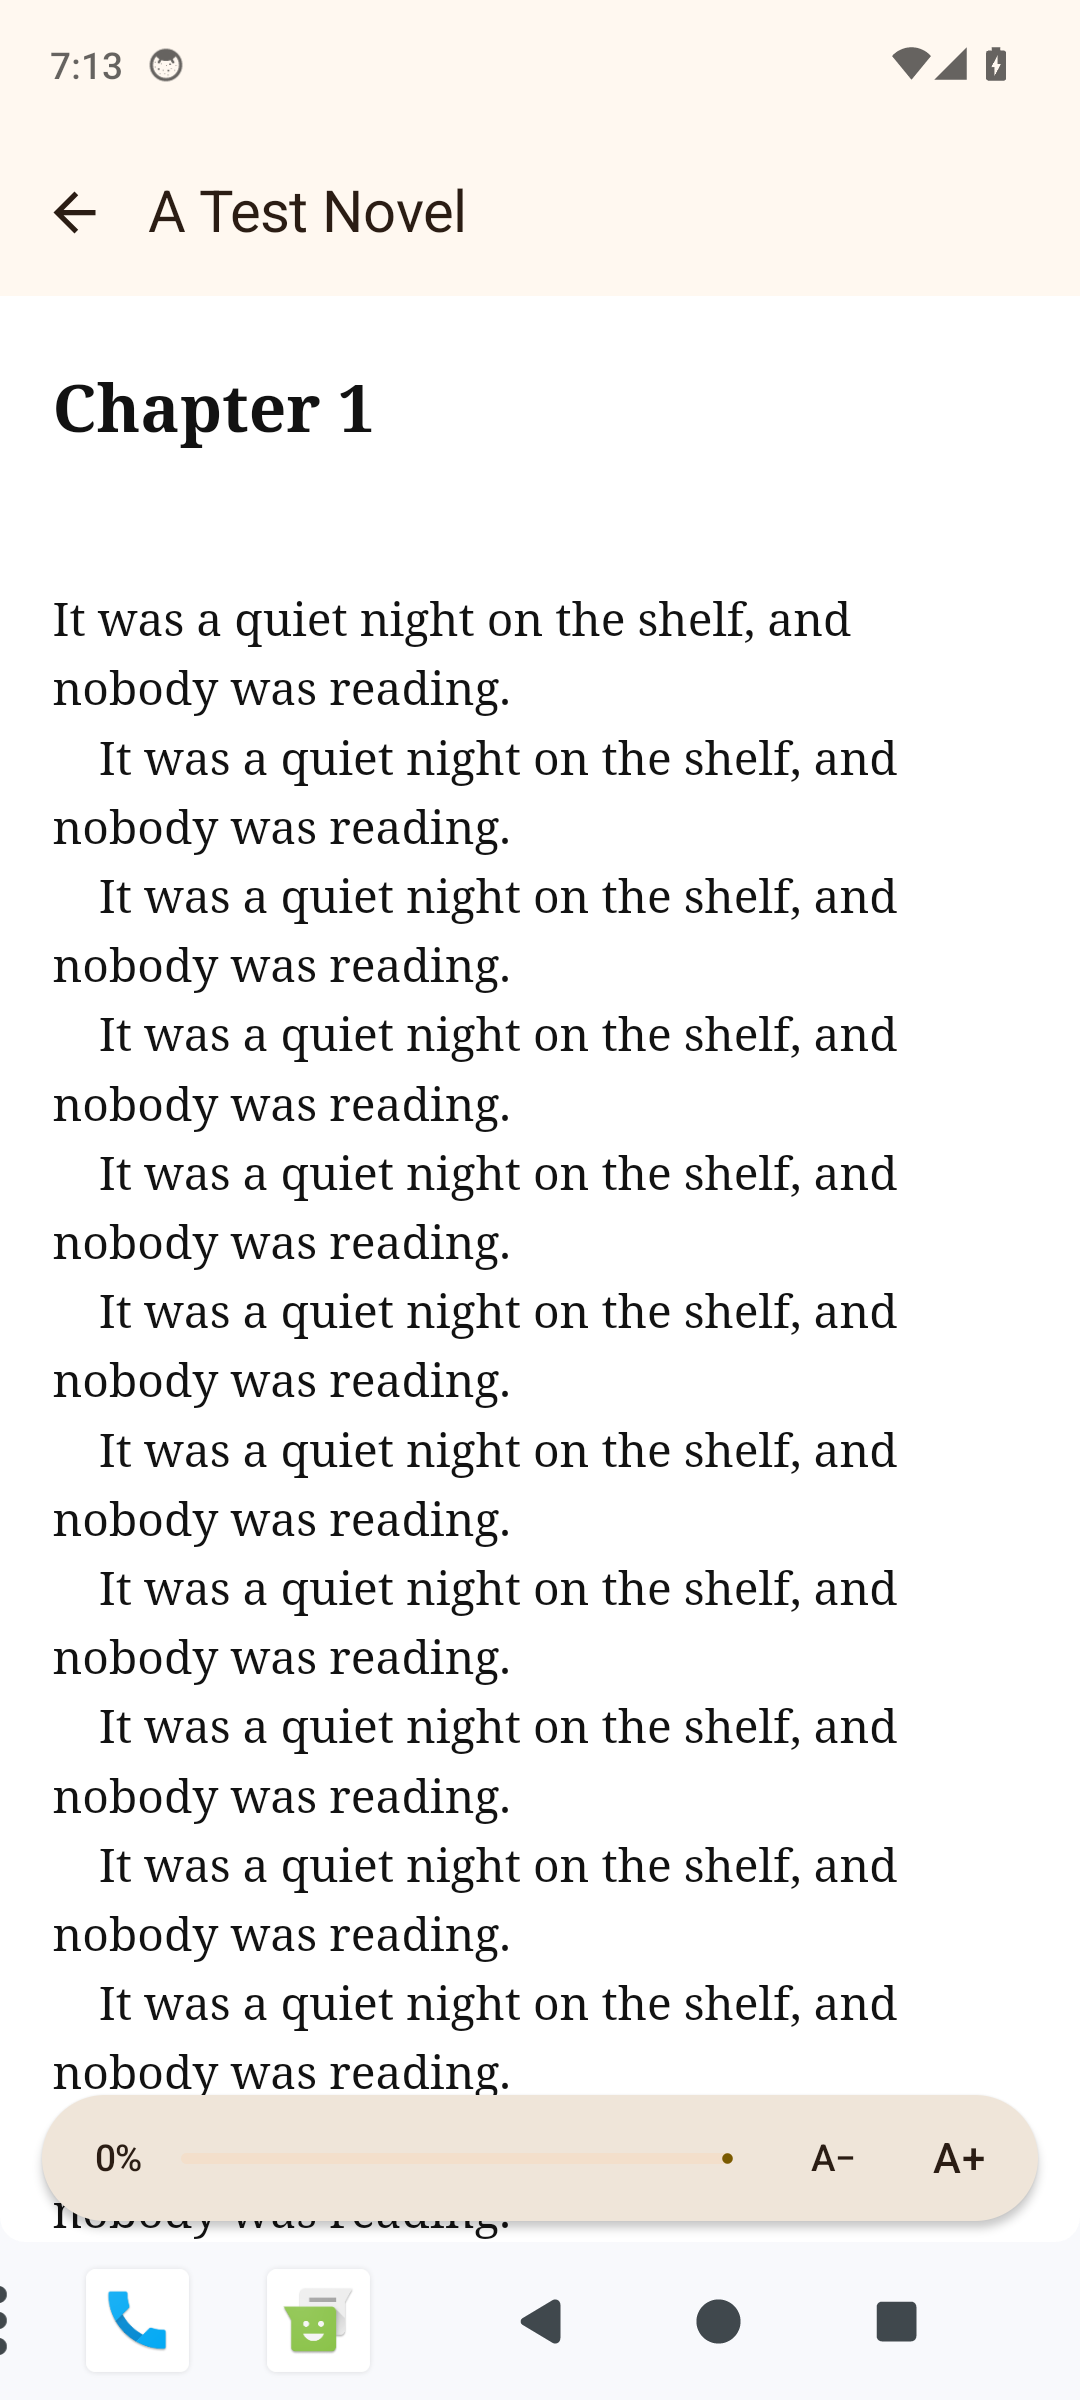 7:13
A Test Novel
Chapter 1
It was a quiet night on the shelf, and
nobody was reading.
It was a quiet night on the shelf, and
nobody was reading.
It was a quiet night on the shelf, and
nobody was reading.
It was a quiet night on the shelf, and
nobody was reading.
It was a quiet night on the shelf, and
nobody was reading.
It was a quiet night on the shelf, and
nobody was reading.
It was a quiet night on the shelf, and
nobody was reading.
It was a quiet night on the shelf, and
nobody was reading.
It was a quiet night on the shelf, and
nobody was reading.
It was a quiet night on the shelf, and
nobody was reading.
It was a quiet night on the shelf, and
nobody was reading.
0% A− A+
nobody was reading.